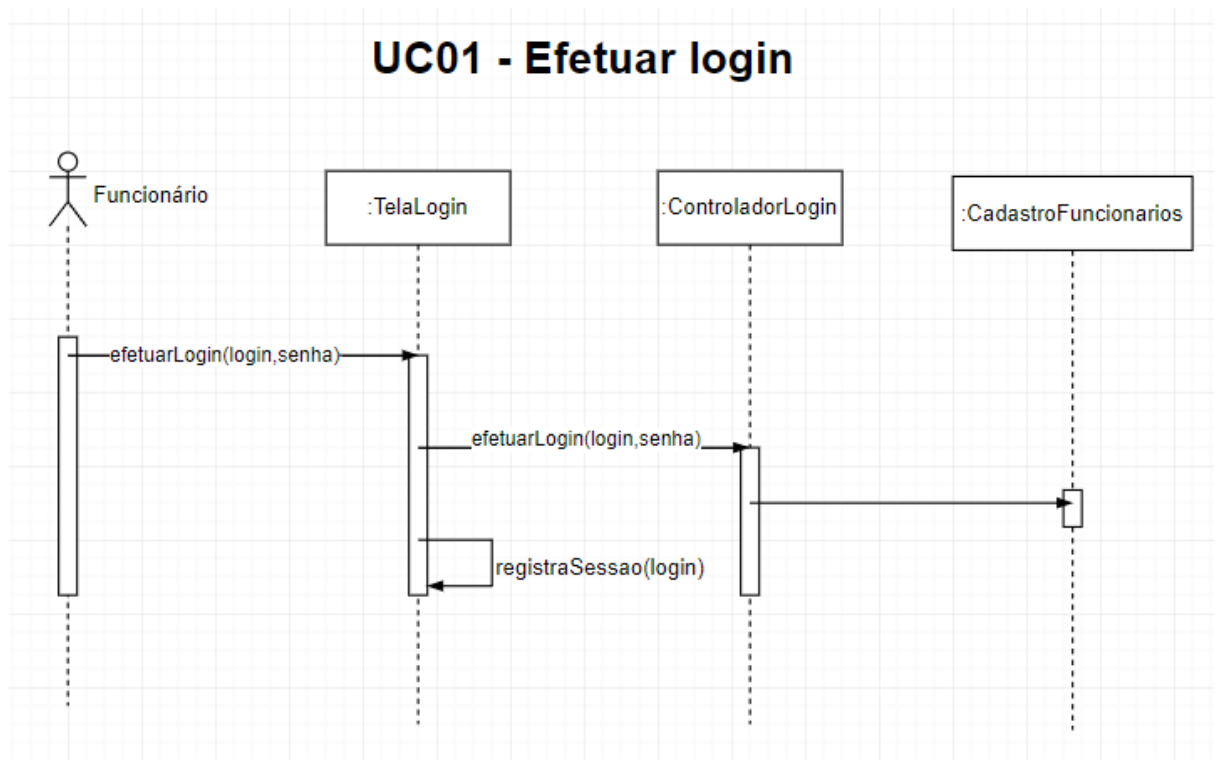 UC01 - Efetuar login
Funcionário
:TelaLogin
:ControladorLogin
:CadastroFuncionarios
efetuarLogin(login,senha)
efetuarLogin(login,senha)
registraSessao(login)